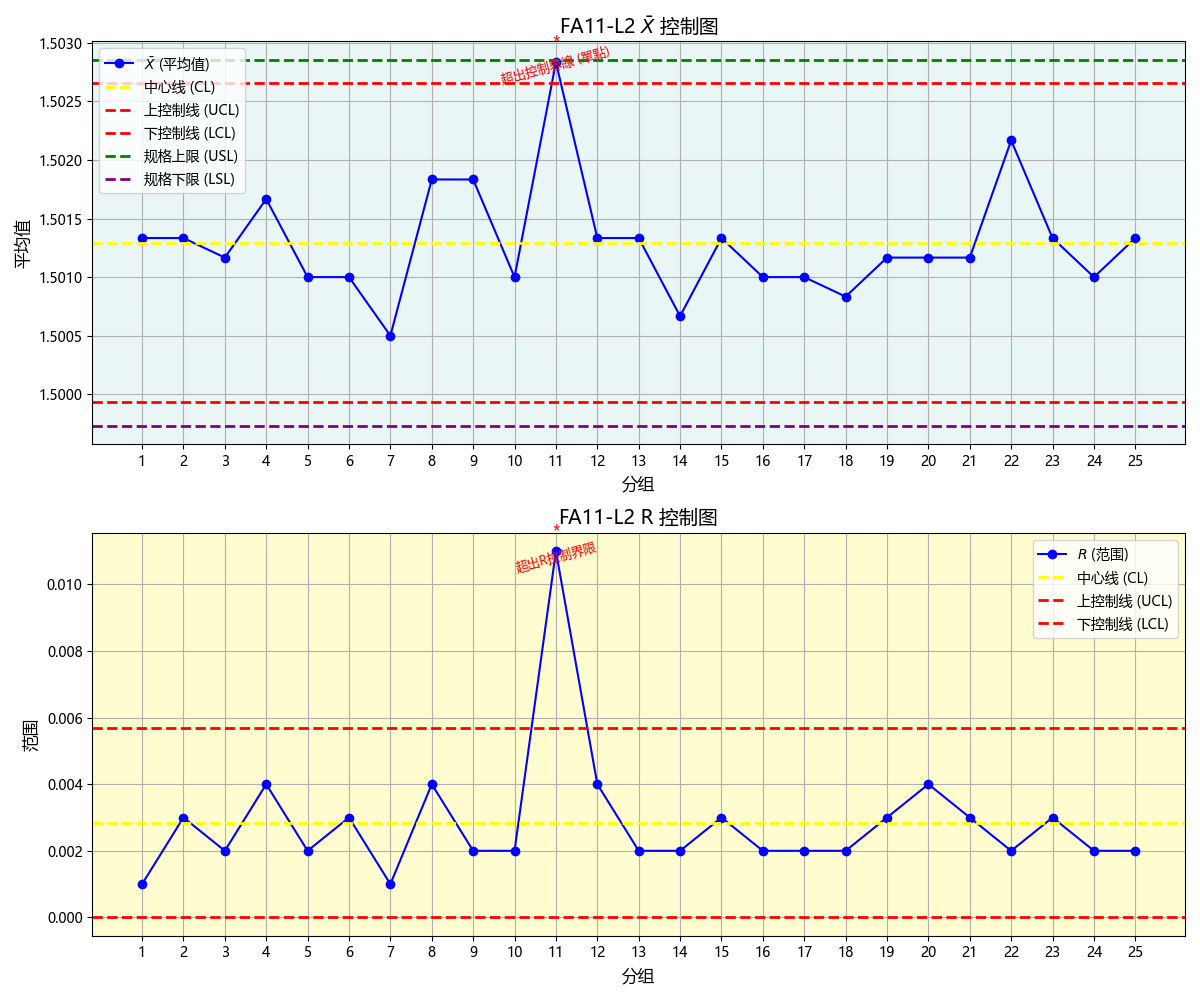 FA11-L2 X̄ 控制图
*
超出控制界線 (單點)
X̄ (平均值)
中心线 (CL)
上控制线 (UCL)
下控制线 (LCL)
规格上限 (USL)
规格下限 (LSL)
平均值
1.5030
1.5025
1.5020
1.5015
1.5010
1.5005
1.5000
1 2 3 4 5 6 7 8 9 10 11 12 13 14 15 16 17 18 19 20 21 22 23 24 25
分组
FA11-L2 R 控制图
*
超出R控制界限
R (范围)
中心线 (CL)
上控制线 (UCL)
下控制线 (LCL)
范围
0.010
0.008
0.006
0.004
0.002
0.000
1 2 3 4 5 6 7 8 9 10 11 12 13 14 15 16 17 18 19 20 21 22 23 24 25
分组